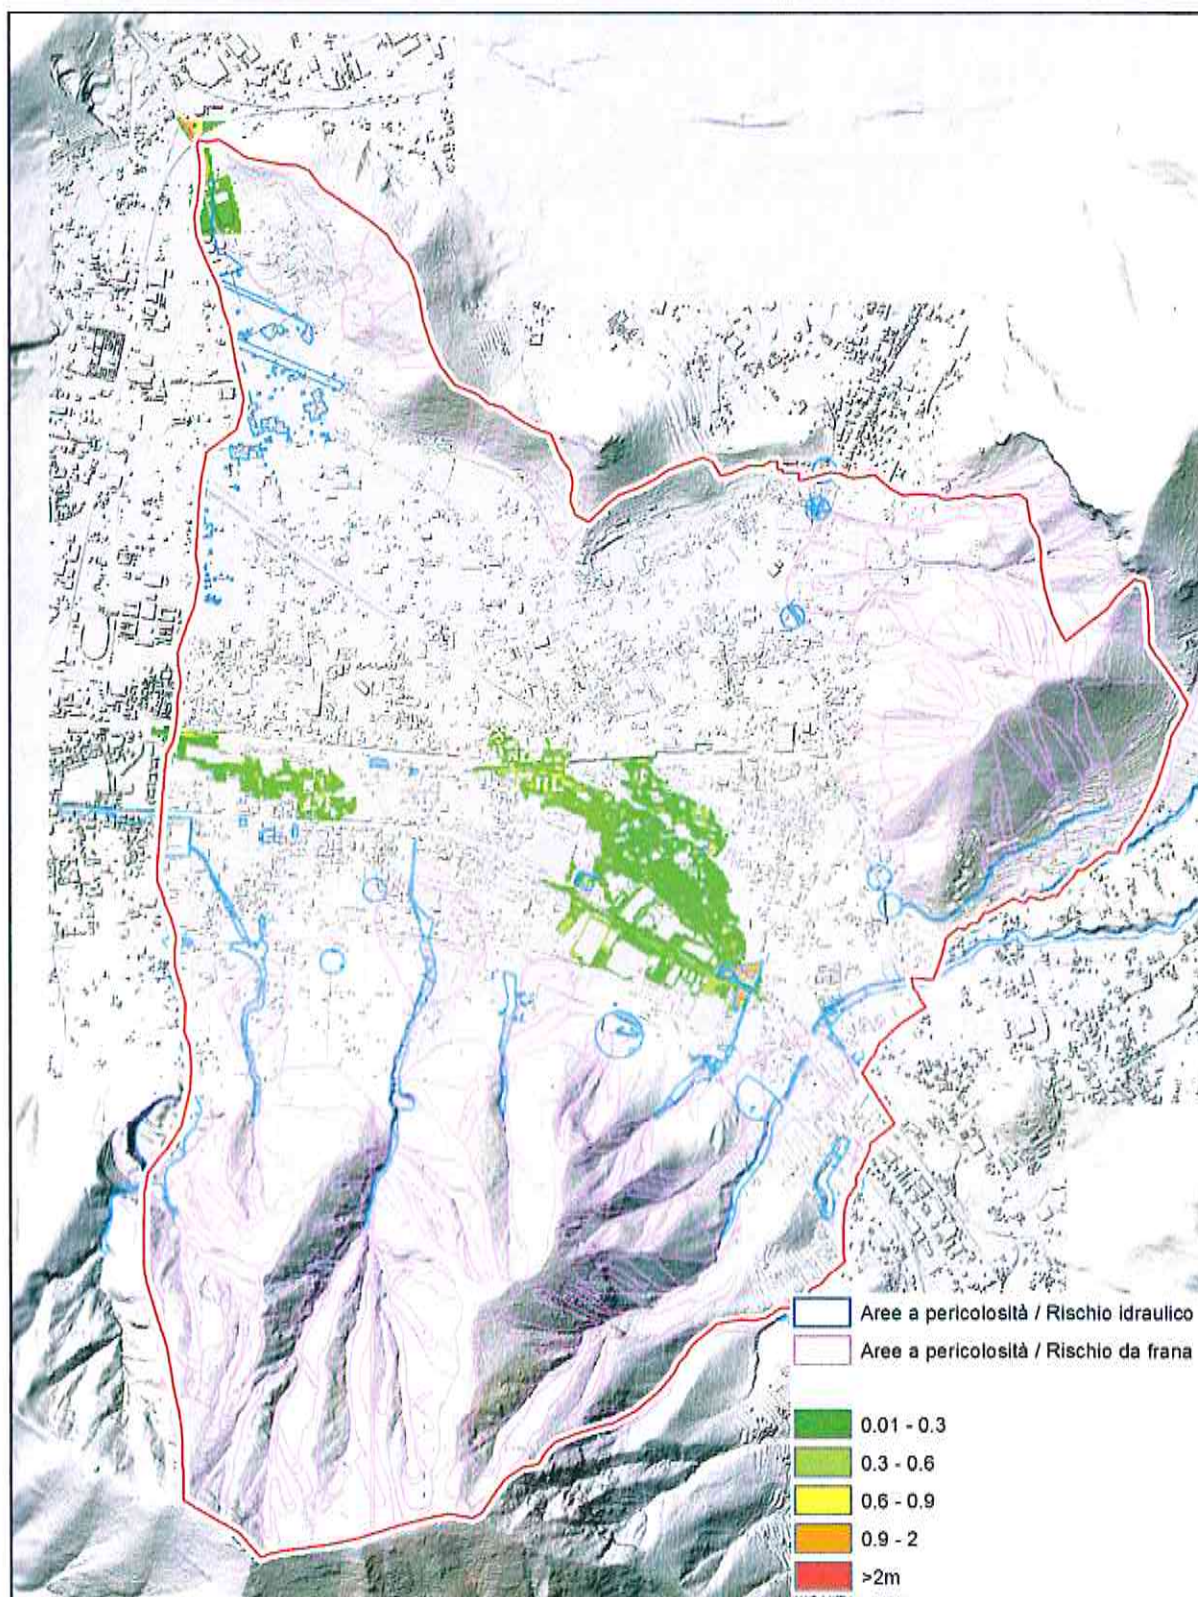 Aree a pericolosità / Rischio idraulico
Aree a pericolosità / Rischio da frana
0.01 - 0.3
0.3 - 0.6
0.6 - 0.9
0.9 - 2
>2m